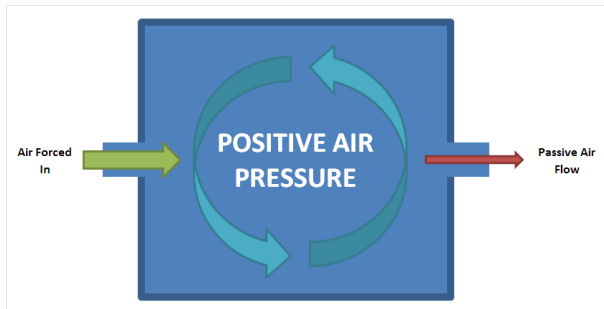 Air Forced
In
POSITIVE AIR
PRESSURE
Passive Air
Flow